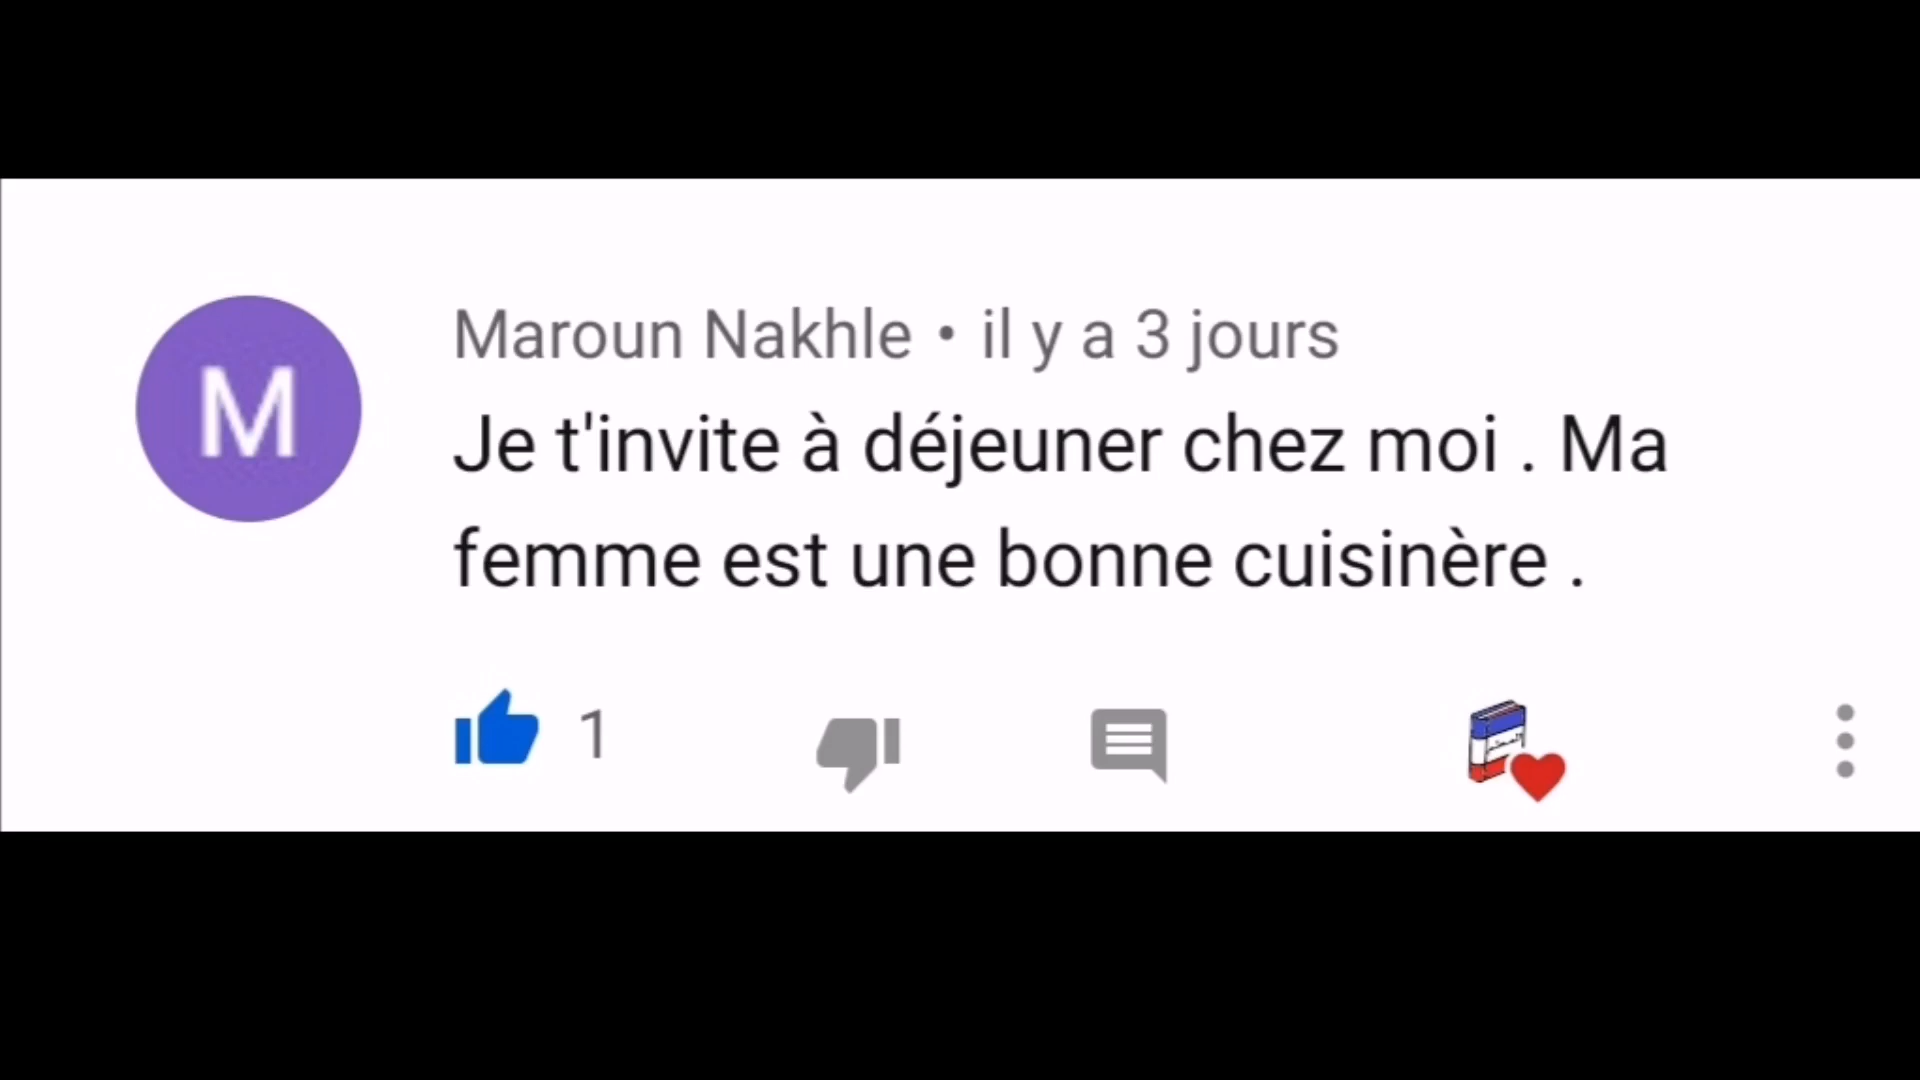 M
Maroun Nakhle • il y a 3 jours
Je t'invite à déjeuner chez moi . Ma
femme est une bonne cuisinère .
1